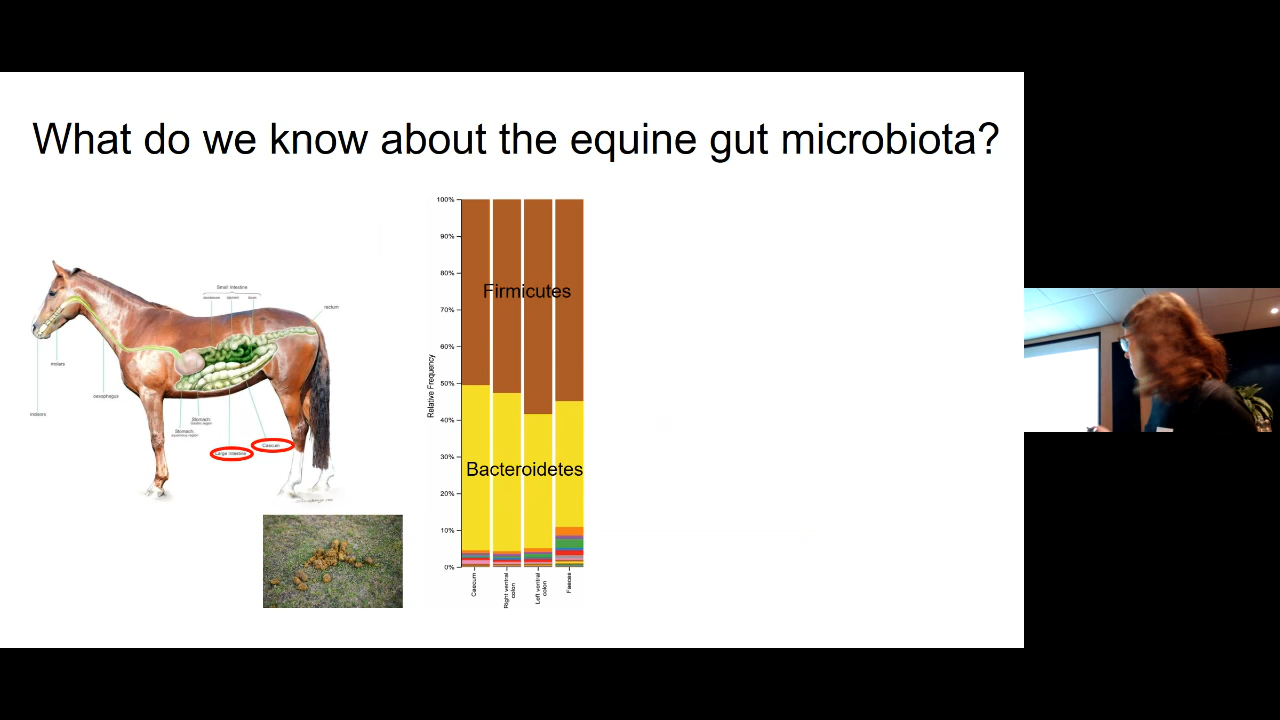 What do we know about the equine gut microbiota?
Small intestine
duodenum
jejunum
ileum
rectum
molars
incisors
oesophagus
Stomach:
Stomach:
Large intestine
Caecum
100%
90%
80%
70%
60%
50%
40%
30%
20%
10%
0%
Relative Frequency
Firmicutes
Bacteroidetes
Caecum
Right ventral
colon
Left ventral
colon
Faeces